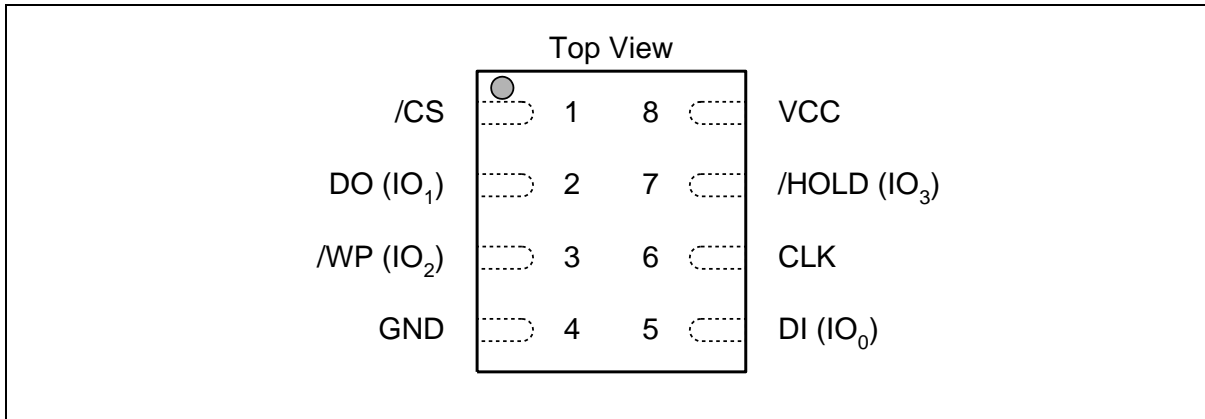 Top View
/CS 1 8 VCC
DO (IO₁) 2 7 /HOLD (IO₃)
/WP (IO₂) 3 6 CLK
GND 4 5 DI (IO₀)